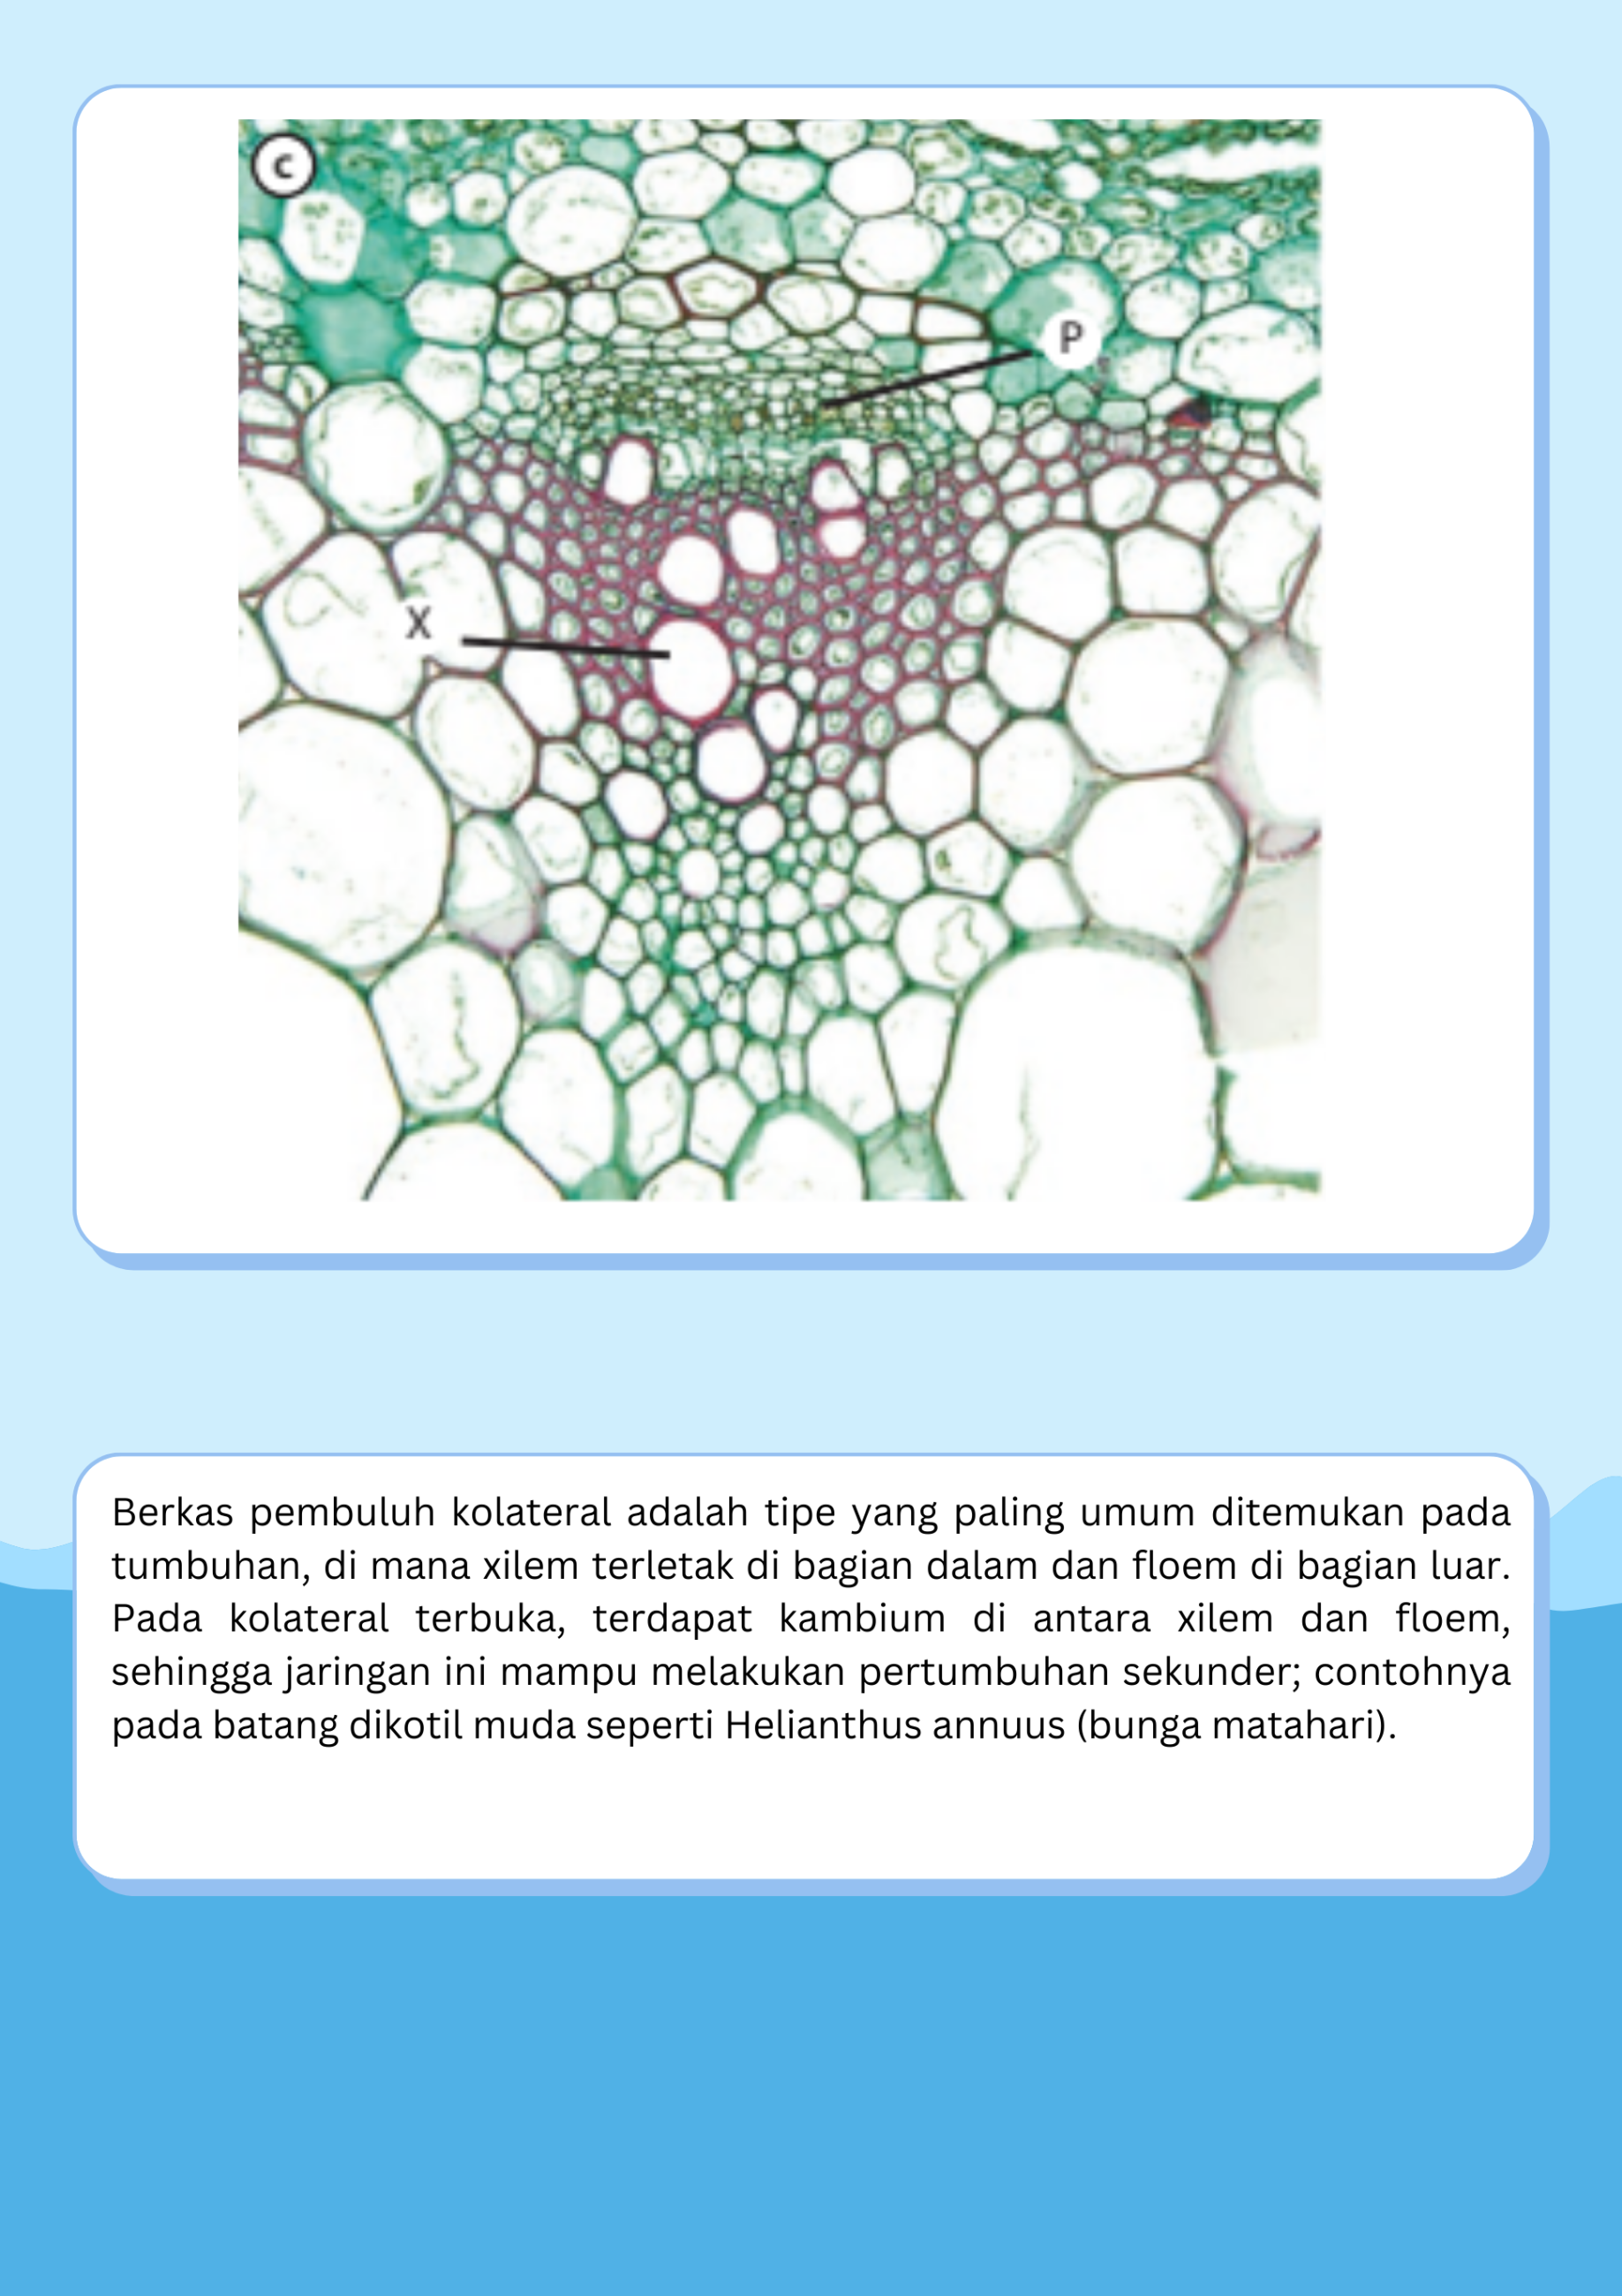 c
P
X
Berkas pembuluh kolateral adalah tipe yang paling umum ditemukan pada
tumbuhan, di mana xilem terletak di bagian dalam dan floem di bagian luar.
Pada kolateral terbuka, terdapat kambium di antara xilem dan floem,
sehingga jaringan ini mampu melakukan pertumbuhan sekunder; contohnya
pada batang dikotil muda seperti Helianthus annuus (bunga matahari).